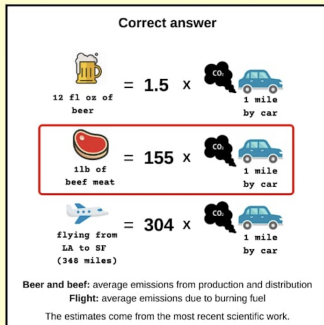 Correct answer
12 fl oz of
beer
= 1.5 x
CO₂
1 mile
by car
1lb of
beef meat
= 155 x
CO₂
1 mile
by car
flying from
LA to SF
(348 miles)
= 304 x
CO₂
1 mile
by car
Beer and beef: average emissions from production and distribution
Flight: average emissions due to burning fuel
The estimates come from the most recent scientific work.